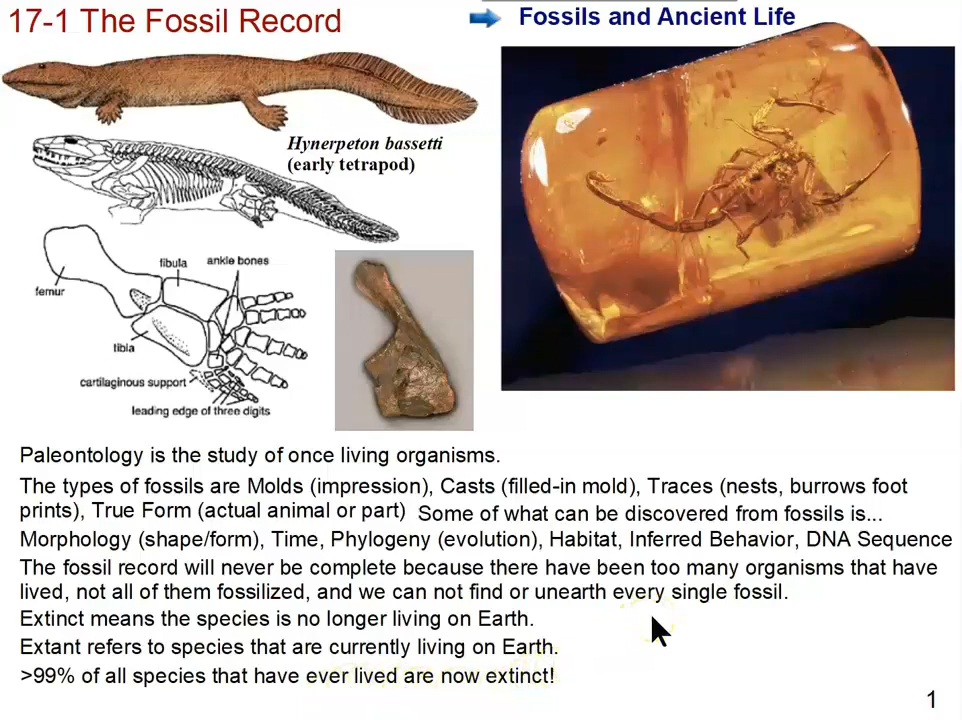 17-1 The Fossil Record
Fossils and Ancient Life
Hynerpeton bassetti
(early tetrapod)
fibula
ankle bones
femur
tibia
cartilaginous support
leading edge of three digits
Paleontology is the study of once living organisms.
The types of fossils are Molds (impression), Casts (filled-in mold), Traces (nests, burrows foot
prints), True Form (actual animal or part) Some of what can be discovered from fossils is...
Morphology (shape/form), Time, Phylogeny (evolution), Habitat, Inferred Behavior, DNA Sequence
The fossil record will never be complete because there have been too many organisms that have
lived, not all of them fossilized, and we can not find or unearth every single fossil.
Extinct means the species is no longer living on Earth.
Extant refers to species that are currently living on Earth.
>99% of all species that have ever lived are now extinct!
1